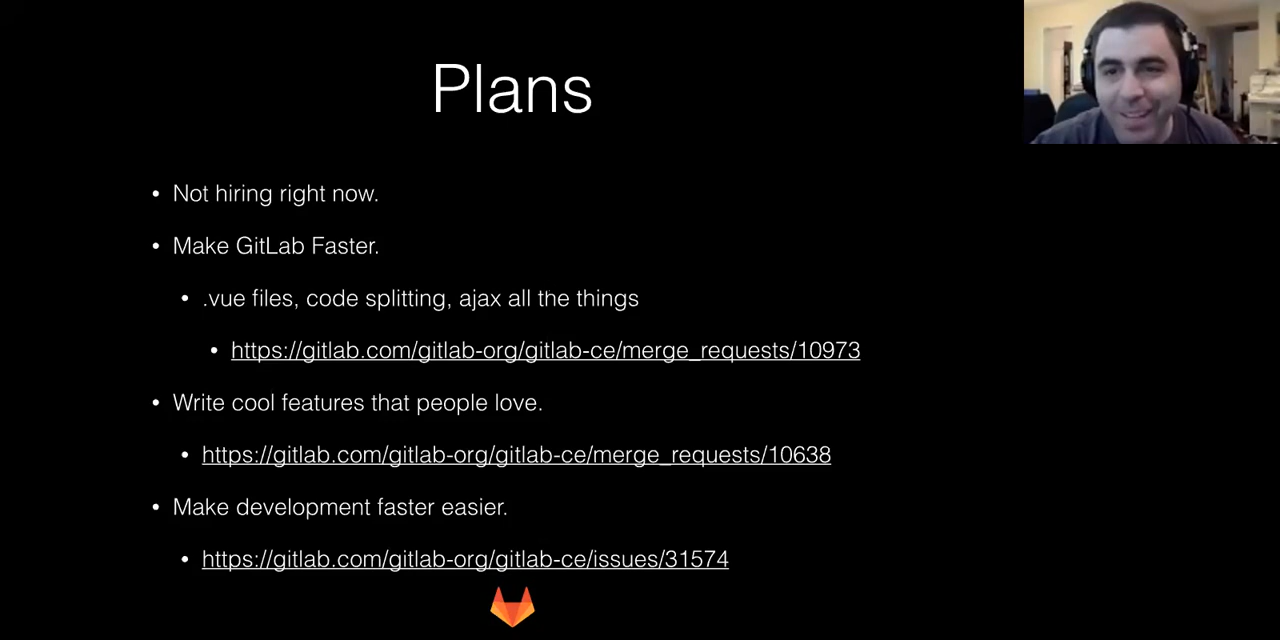 Plans
• Not hiring right now.
• Make GitLab Faster.
• .vue files, code splitting, ajax all the things
• https://gitlab.com/gitlab-org/gitlab-ce/merge_requests/10973
• Write cool features that people love.
• https://gitlab.com/gitlab-org/gitlab-ce/merge_requests/10638
• Make development faster easier.
• https://gitlab.com/gitlab-org/gitlab-ce/issues/31574